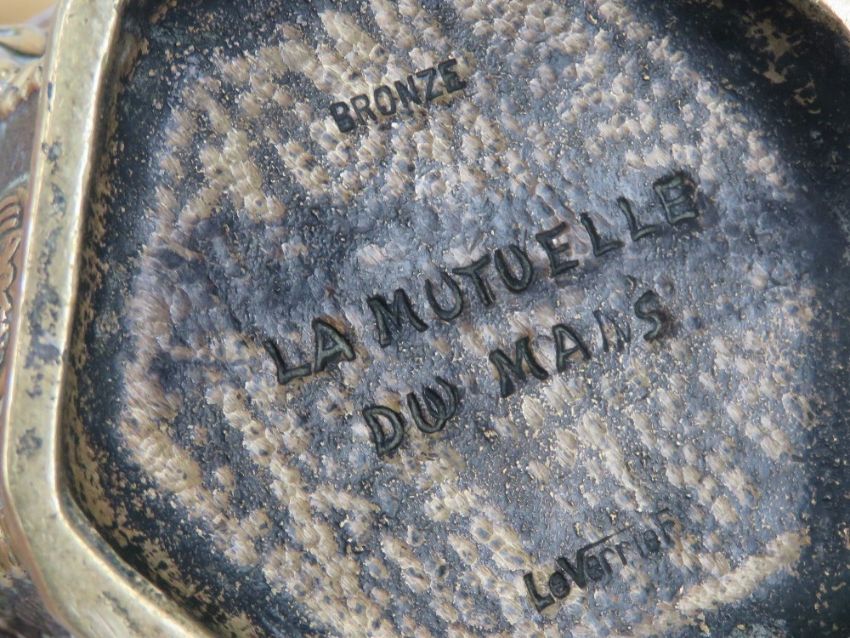 BRONZE
LA MUTUELLE
DU MANS
LeVerrier